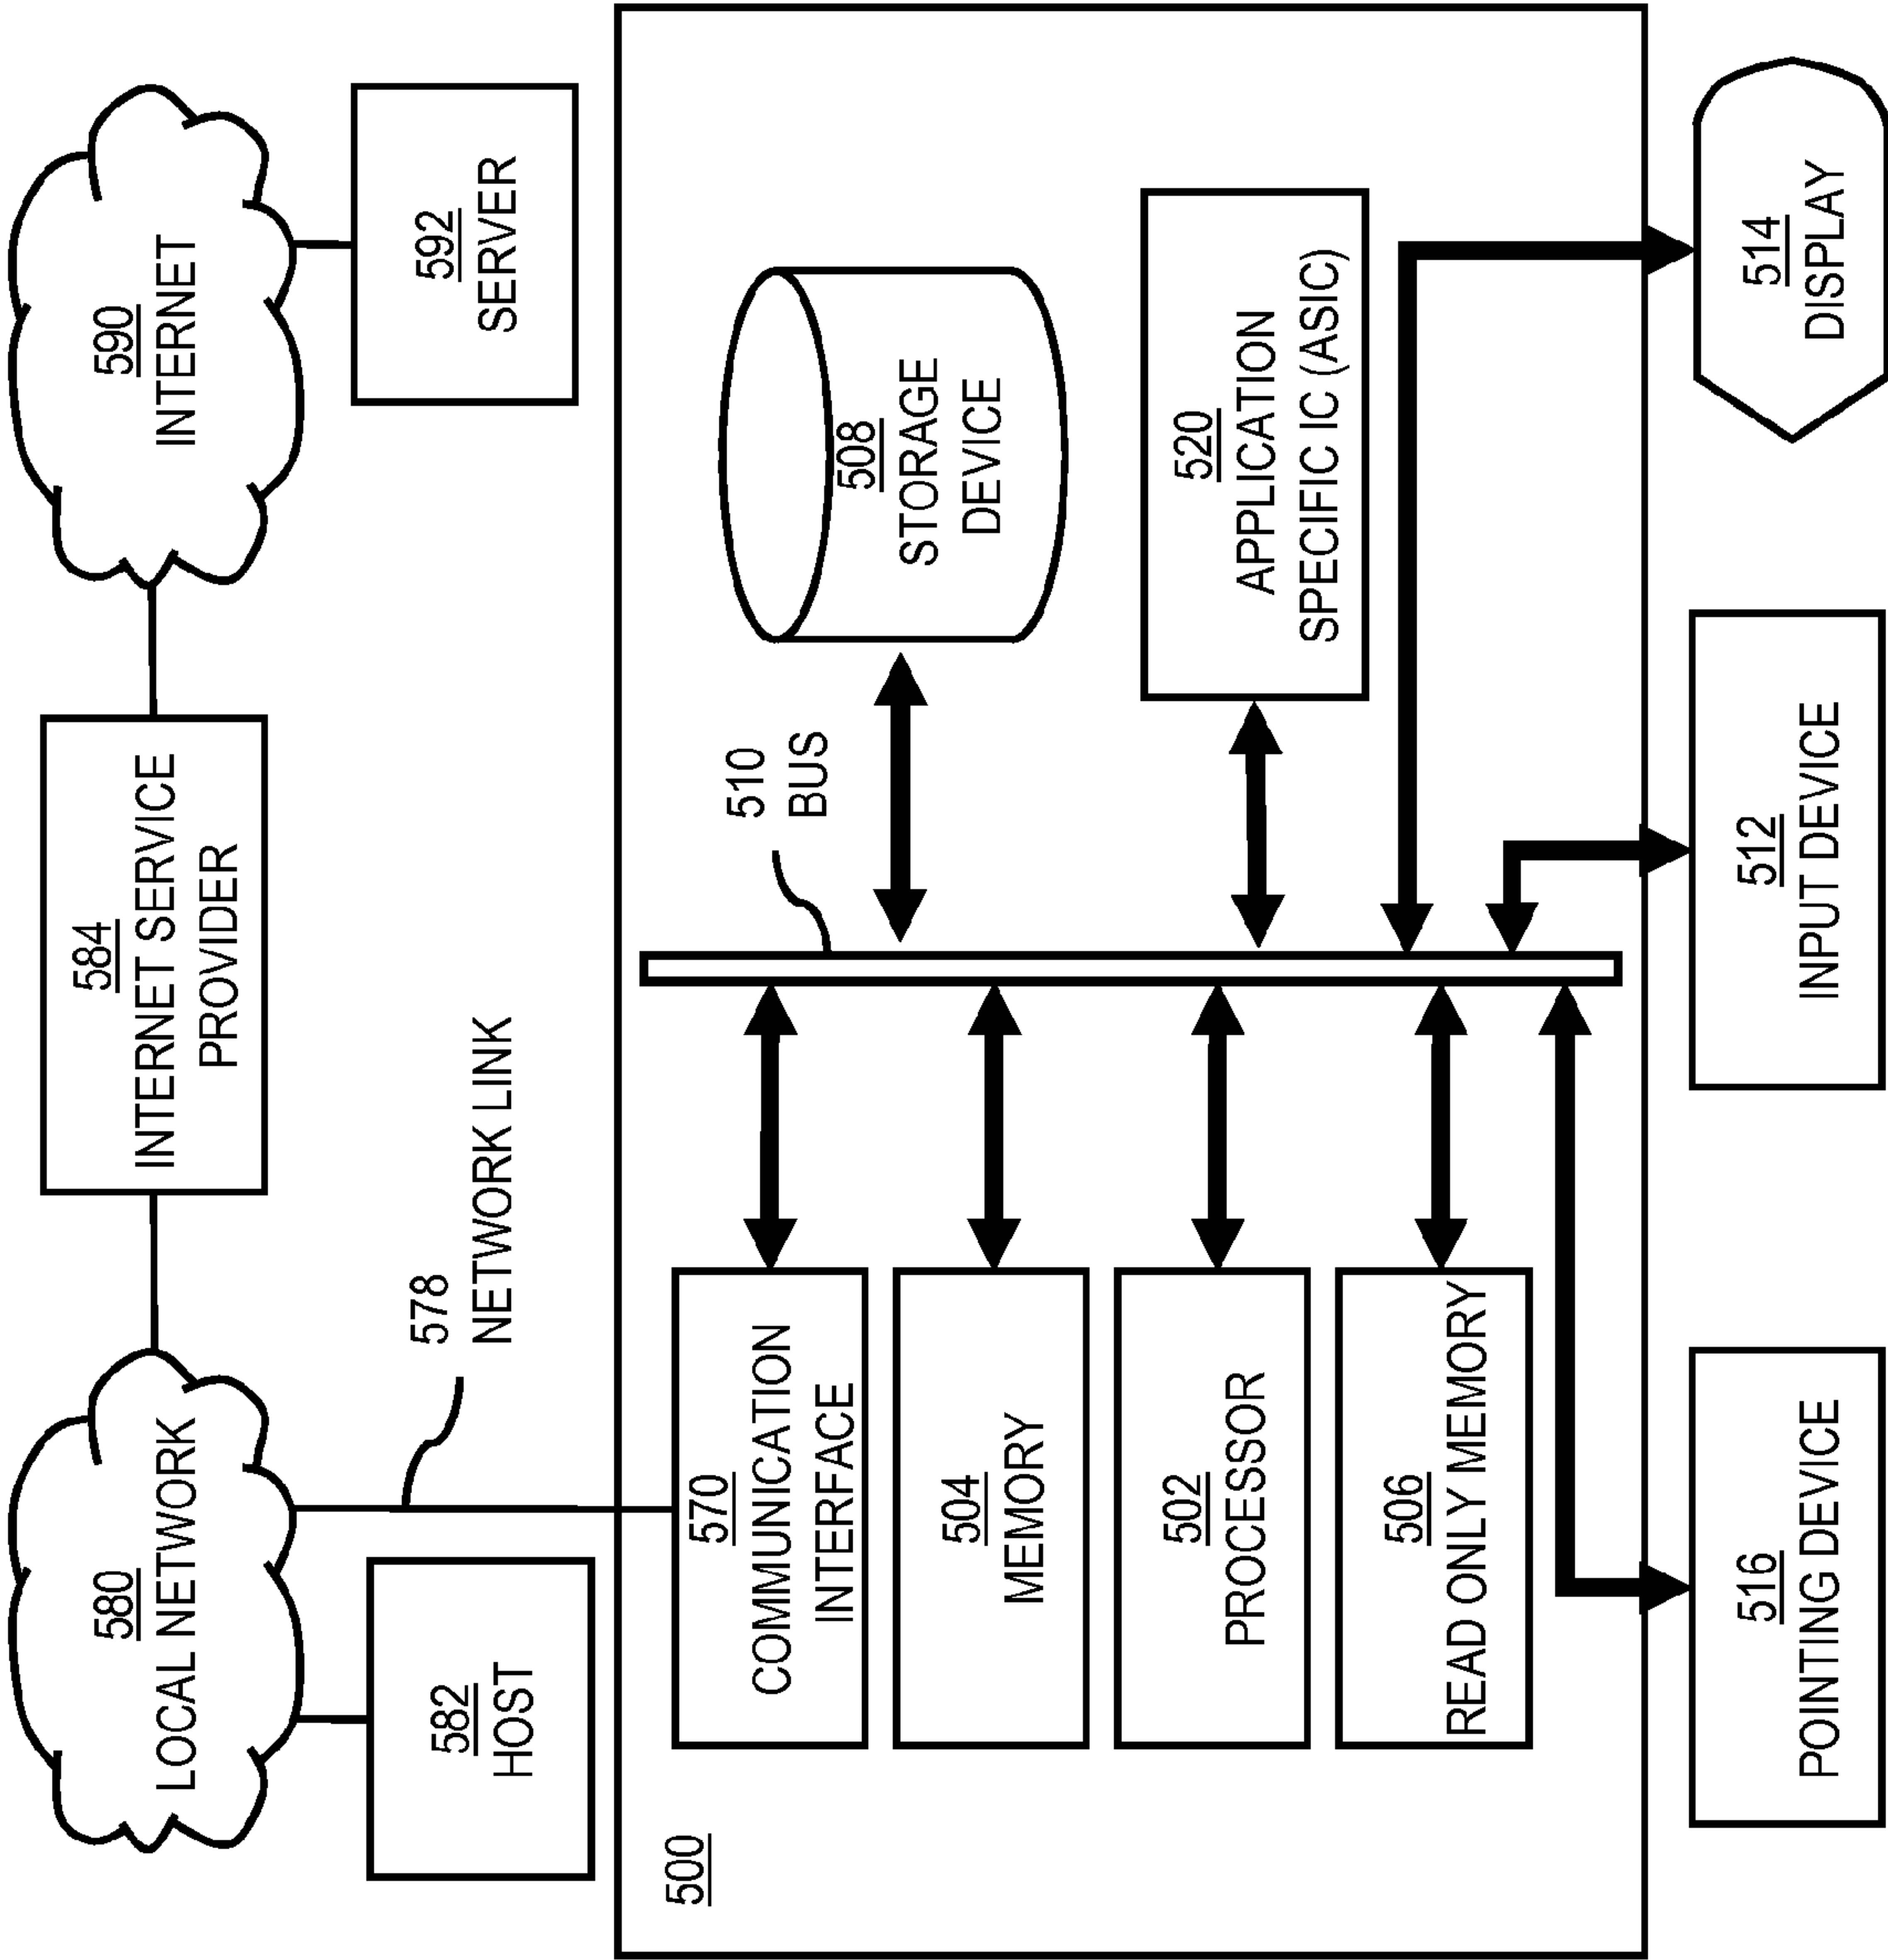 580
LOCAL NETWORK
584
INTERNET SERVICE
PROVIDER
590
INTERNET
582
HOST
578
NETWORK LINK
592
SERVER
500
570
COMMUNICATION
INTERFACE
510
BUS
508
STORAGE
DEVICE
504
MEMORY
502
PROCESSOR
520
APPLICATION
SPECIFIC IC (ASIC)
506
READ ONLY MEMORY
516
POINTING DEVICE
512
INPUT DEVICE
514
DISPLAY